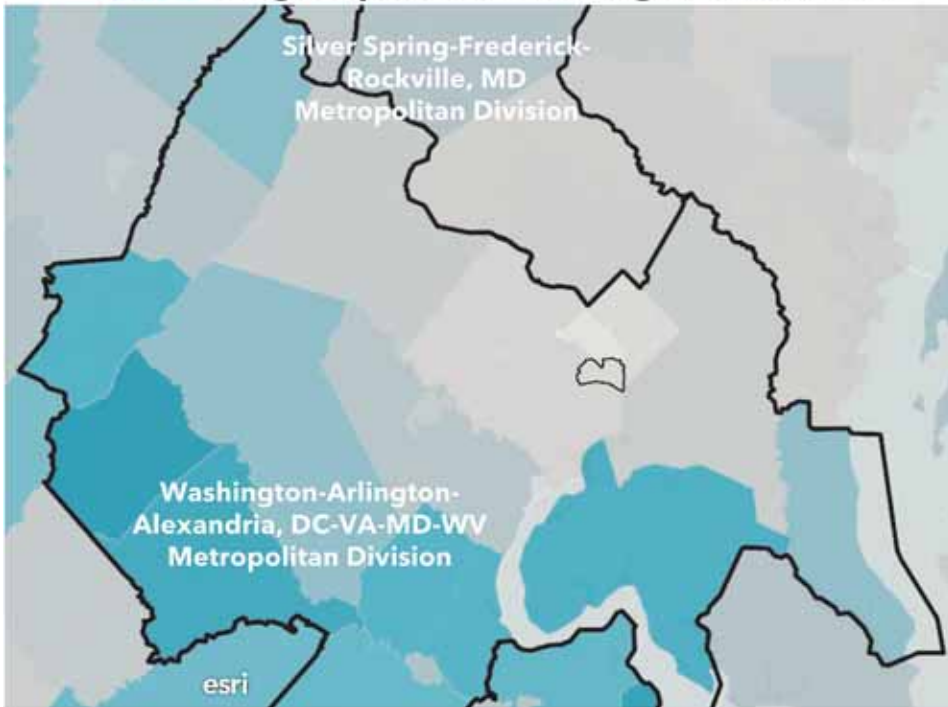 Silver Spring-Frederick-
Rockville, MD
Metropolitan Division
Washington-Arlington-
Alexandria, DC-VA-MD-WV
Metropolitan Division
esri